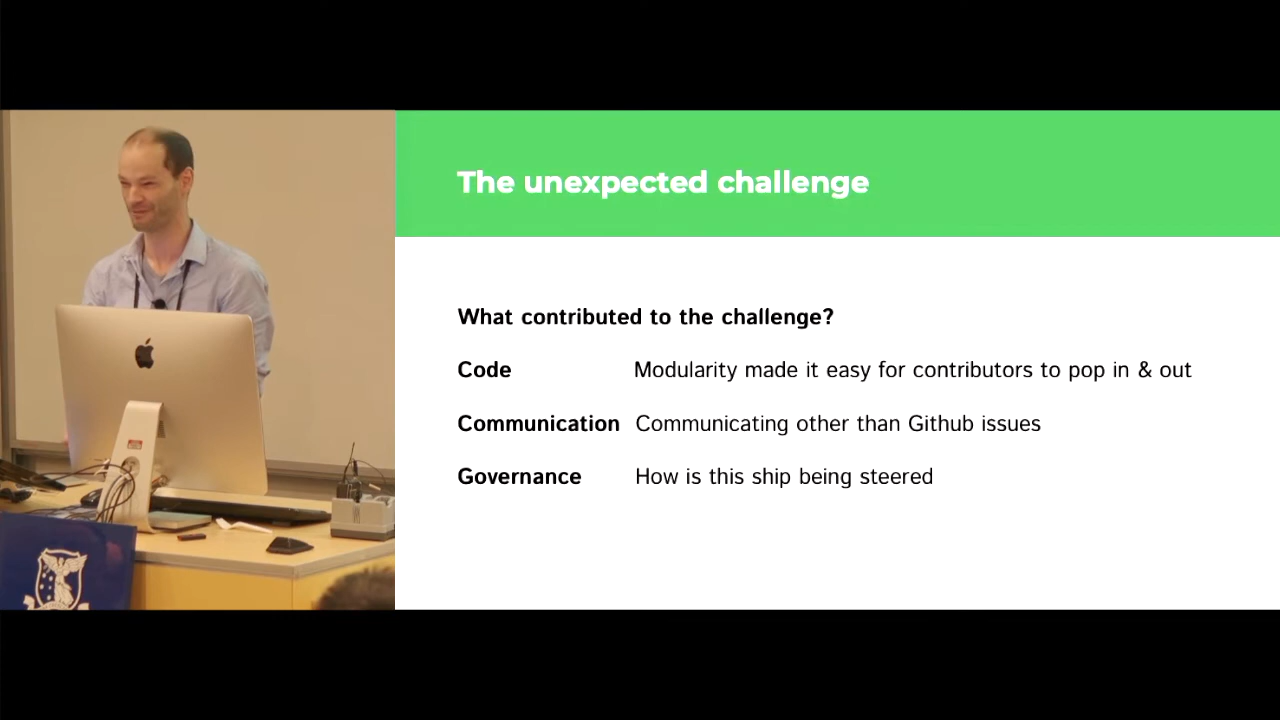 The unexpected challenge
What contributed to the challenge?
Code Modularity made it easy for contributors to pop in & out
Communication Communicating other than Github issues
Governance How is this ship being steered